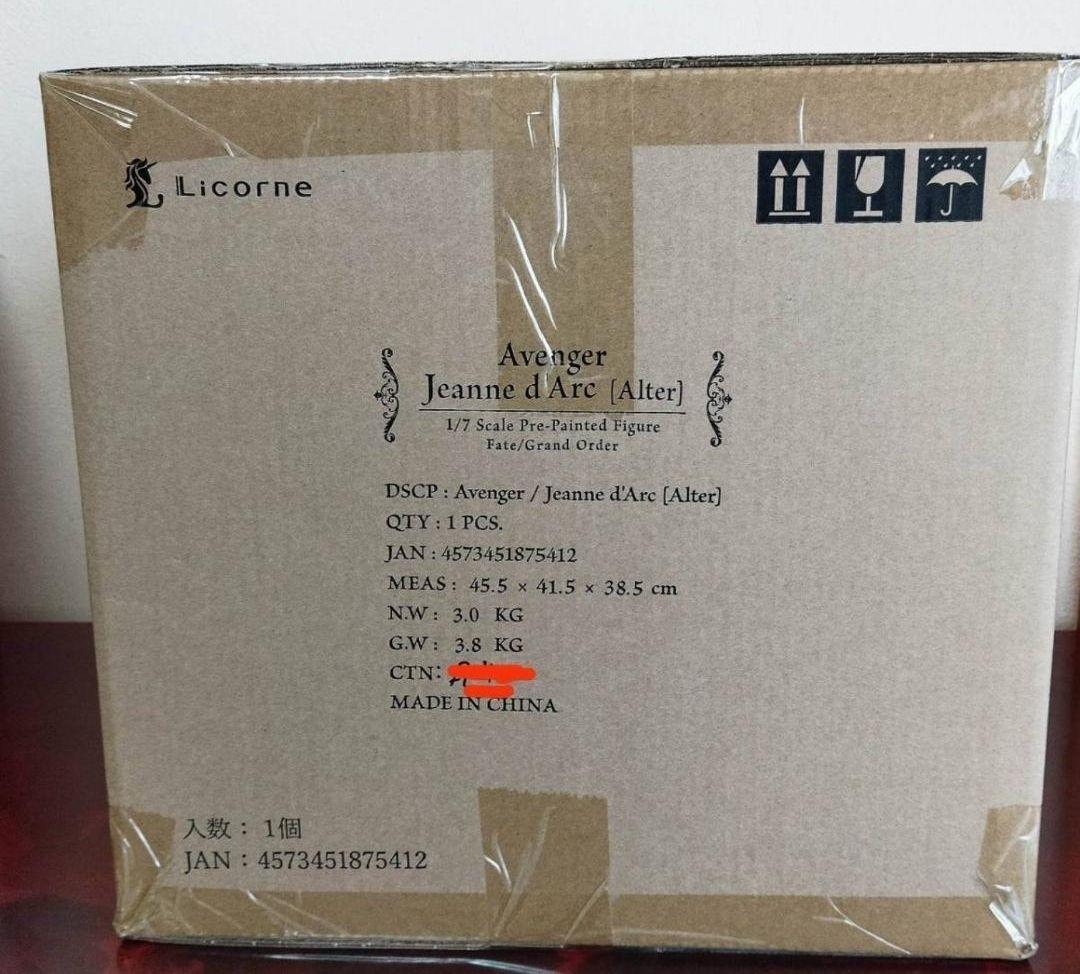 Licorne
Avenger
Jeanne d'Arc [Alter]
1/7 Scale Pre-Painted Figure
Fate/Grand Order
DSCP : Avenger / Jeanne d'Arc [Alter]
QTY : 1 PCS.
JAN : 4573451875412
MEAS : 45.5 × 41.5 × 38.5 cm
N.W : 3.0 KG
G.W : 3.8 KG
CTN:
MADE IN CHINA
入数： 1個
JAN：4573451875412